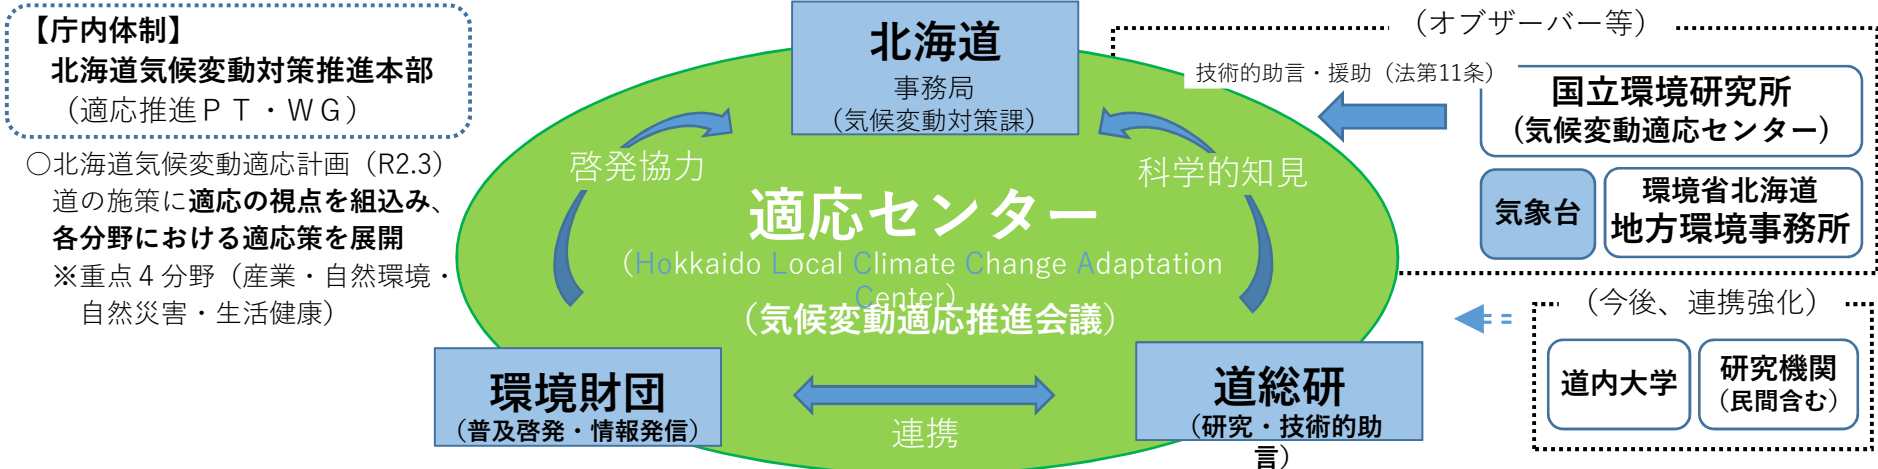 【庁内体制】
北海道気候変動対策推進本部
（適応推進ＰＴ・ＷＧ）
○北海道気候変動適応計画（R2.3）
道の施策に適応の視点を組込み、
各分野における適応策を展開
※重点４分野（産業・自然環境・
自然災害・生活健康）
北海道
事務局
（気候変動対策課）
啓発協力
科学的知見
適応センター
（Hokkaido Local Climate Change Adaptation
Center）
（気候変動適応推進会議）
環境財団
（普及啓発・情報発信）
連携
道総研
（研究・技術的助
言）
（オブザーバー等）
技術的助言・援助（法第11条）
国立環境研究所
（気候変動適応センター）
気象台
環境省北海道
地方環境事務所
（今後、連携強化）
道内大学
研究機関
（民間含む）